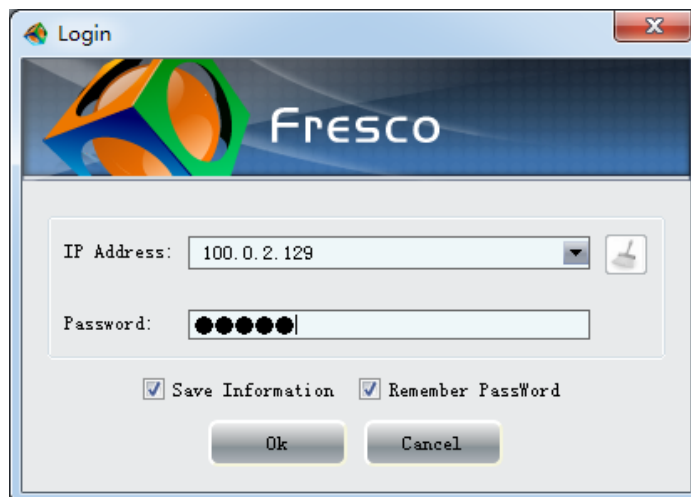 Login
Fresco
IP Address: 100.0.2.129
Password: ●●●●●
Save Information Remember PassWord
Ok Cancel